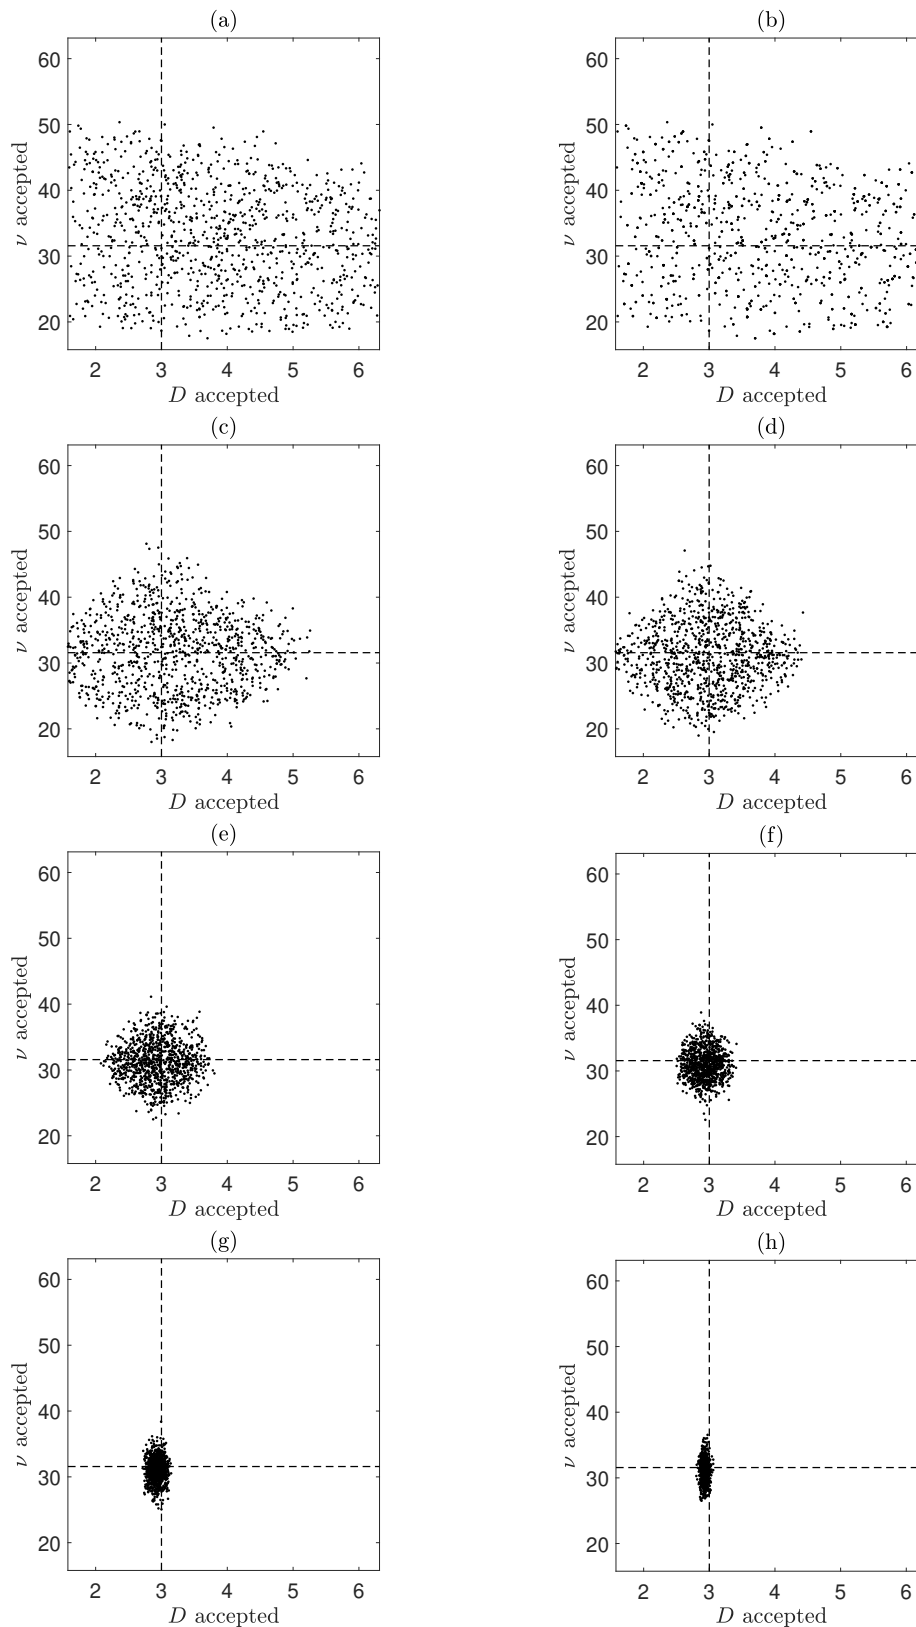 (a) (b)
60 60
50 50
40 40
30 30
20 20
ν accepted ν accepted
2 3 4 5 6 2 3 4 5 6
D accepted D accepted
(c) (d)
60 60
50 50
40 40
30 30
20 20
ν accepted ν accepted
2 3 4 5 6 2 3 4 5 6
D accepted D accepted
(e) (f)
60 60
50 50
40 40
30 30
20 20
ν accepted ν accepted
2 3 4 5 6 2 3 4 5 6
D accepted D accepted
(g) (h)
60 60
50 50
40 40
30 30
20 20
ν accepted ν accepted
2 3 4 5 6 2 3 4 5 6
D accepted D accepted